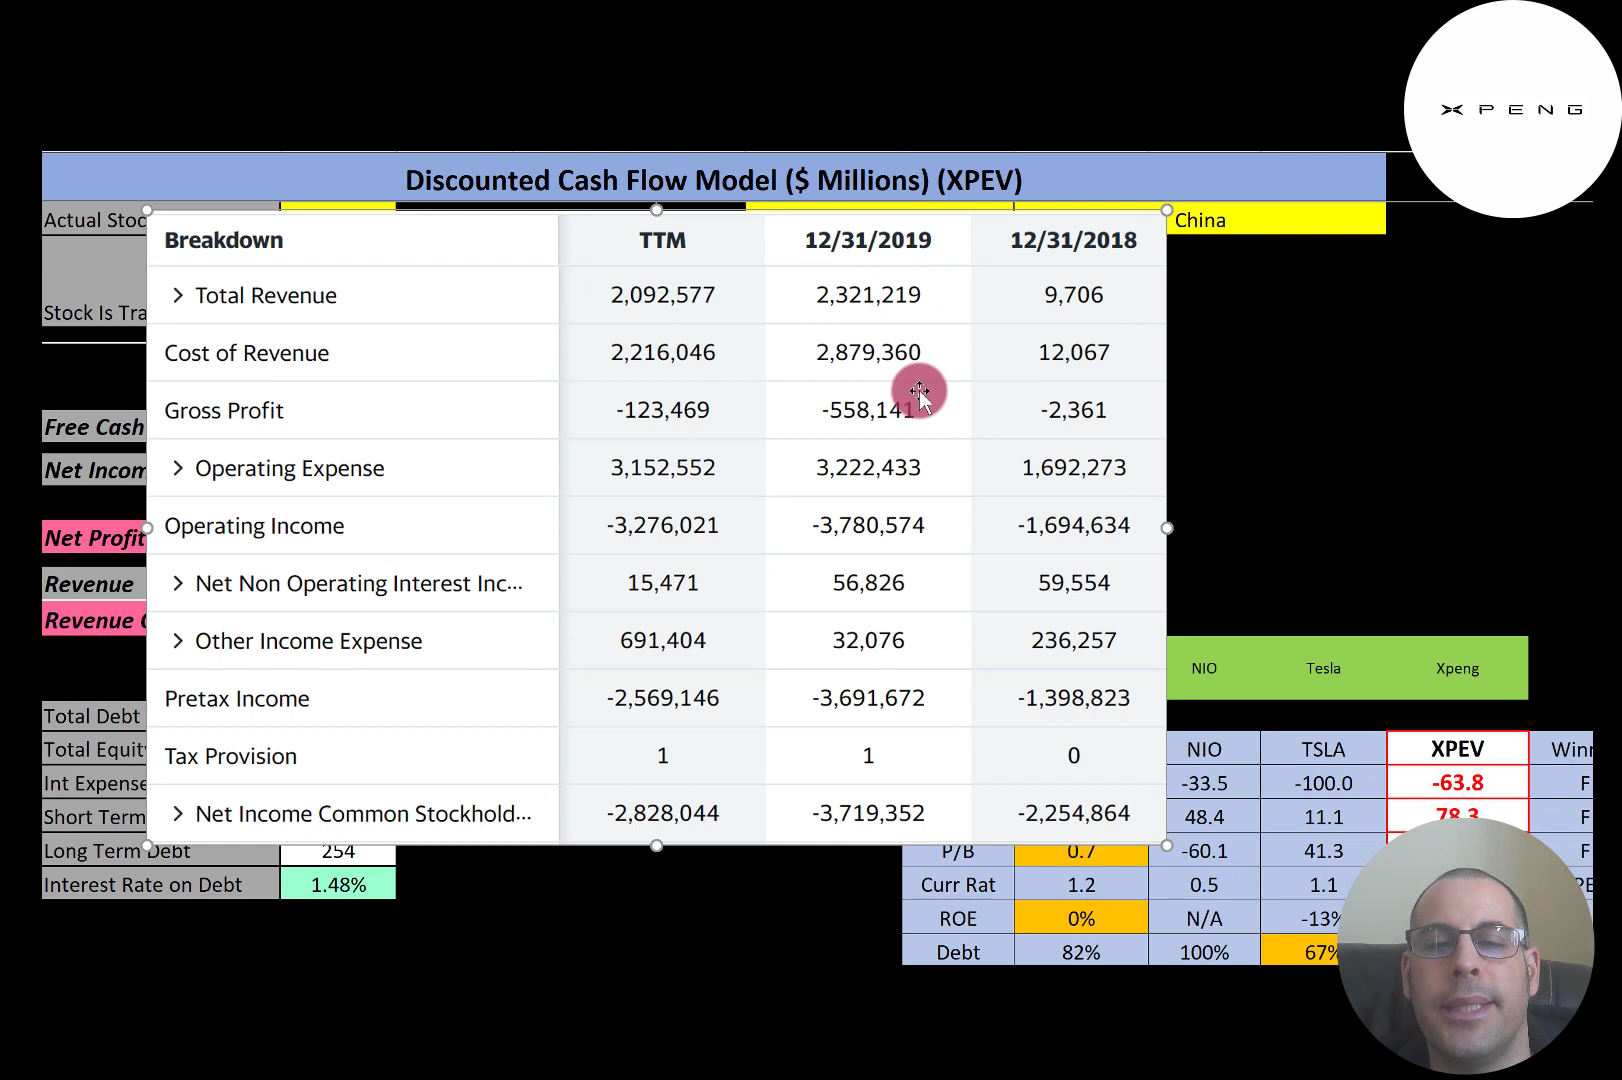 XPENG
Discounted Cash Flow Model ($ Millions) (XPEV)
Actual Stoc
China
Breakdown TTM 12/31/2019 12/31/2018
Total Revenue 2,092,577 2,321,219 9,706
Stock Is Tra
Cost of Revenue 2,216,046 2,879,360 12,067
Gross Profit -123,469 -558,141 -2,361
Free Cash
Net Incom
Operating Expense 3,152,552 3,222,433 1,692,273
Operating Income -3,276,021 -3,780,574 -1,694,634
Net Profit
Revenue
Net Non Operating Interest Inc... 15,471 56,826 59,554
Revenue
Other Income Expense 691,404 32,076 236,257
NIO Tesla Xpeng
Pretax Income -2,569,146 -3,691,672 -1,398,823
Total Debt
Total Equity NIO TSLA XPEV
Tax Provision 1 1 0
Int Expense -33.5 -100.0 -63.8 F
Net Income Common Stockhold... -2,828,044 -3,719,352 -2,254,864
Short Term 48.4 11.1 78.3 F
Long Term Debt 254 P/B 0.7 -60.1 41.3 F
Interest Rate on Debt 1.48% Curr Rat 1.2 0.5 1.1
ROE 0% N/A -13%
Debt 82% 100% 67%